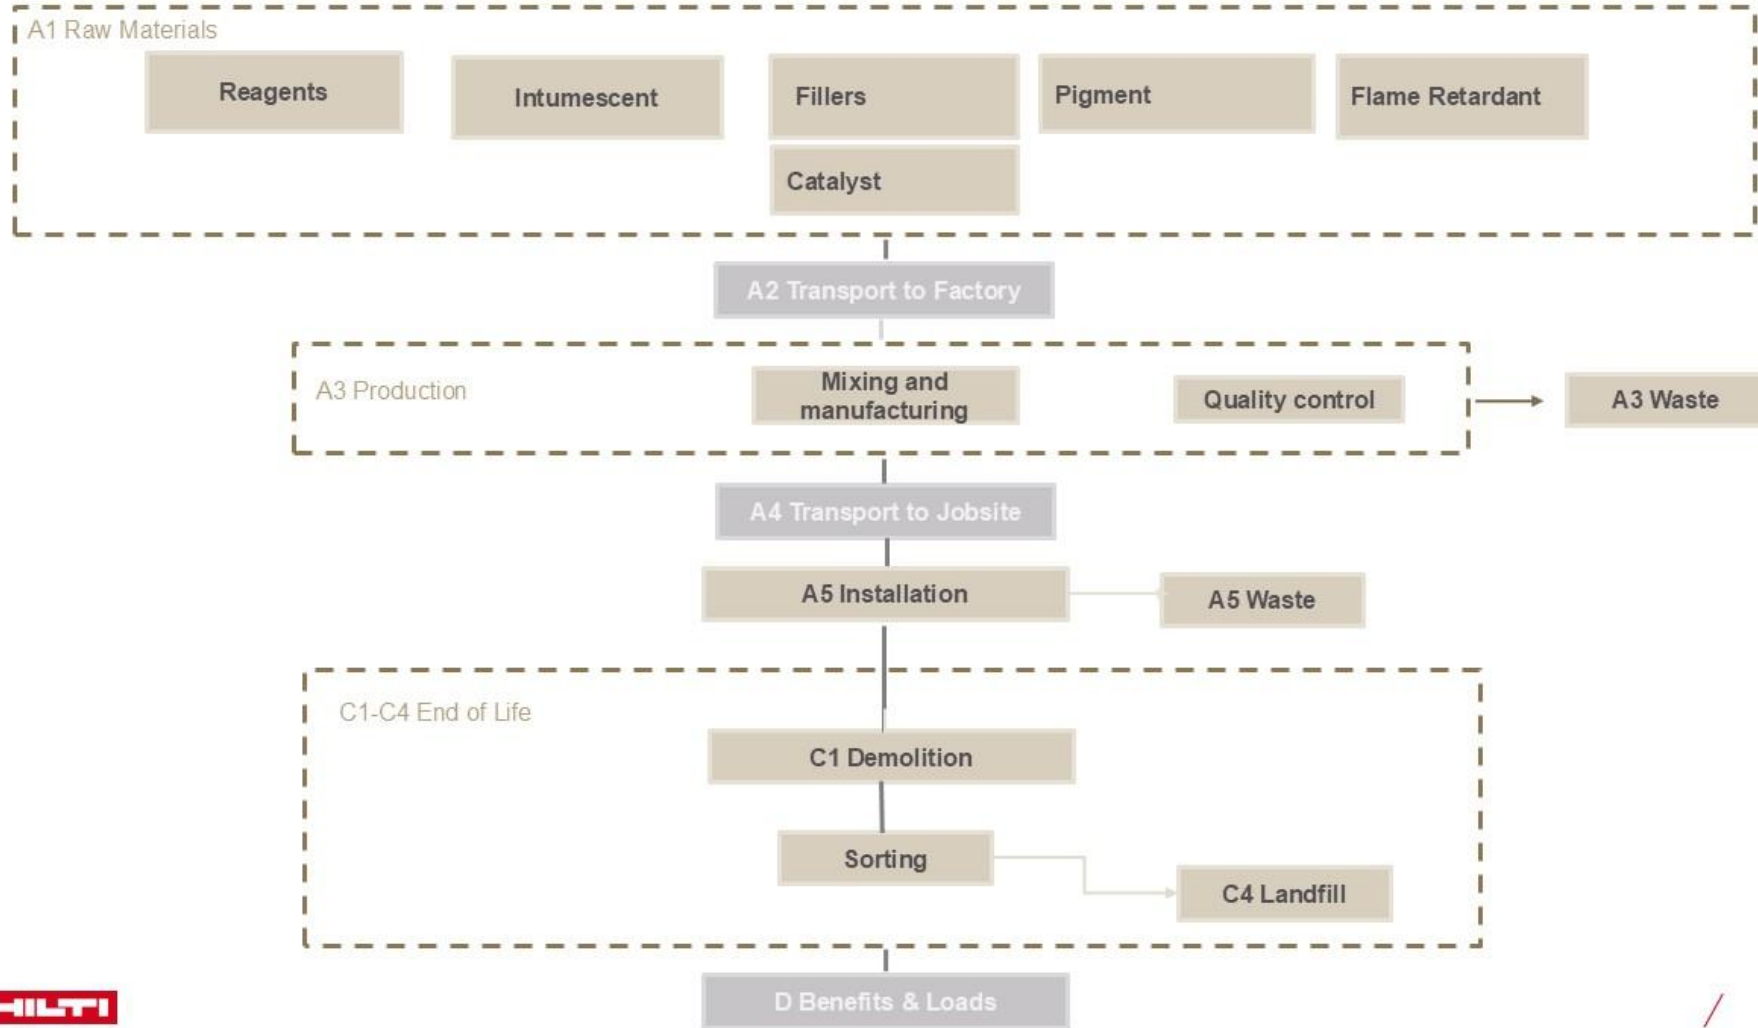 A1 Raw Materials
Reagents
Intumescent
Fillers
Pigment
Flame Retardant
Catalyst
A2 Transport to Factory
A3 Production
Mixing and
manufacturing
Quality control
A3 Waste
A4 Transport to Jobsite
A5 Installation
A5 Waste
C1-C4 End of Life
C1 Demolition
Sorting
C4 Landfill
D Benefits & Loads
HILTI